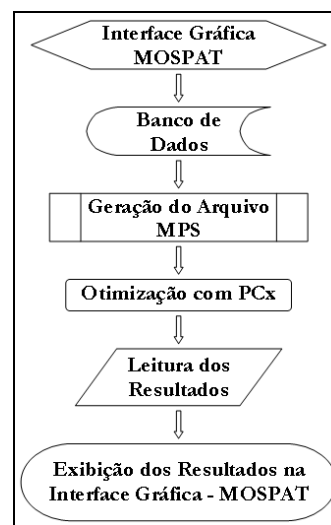 Interface Gráfica
MOSPAT
Banco de
Dados
Geração do Arquivo
MPS
Otimização com PCx
Leitura dos
Resultados
Exibição dos Resultados na
Interface Gráfica - MOSPAT